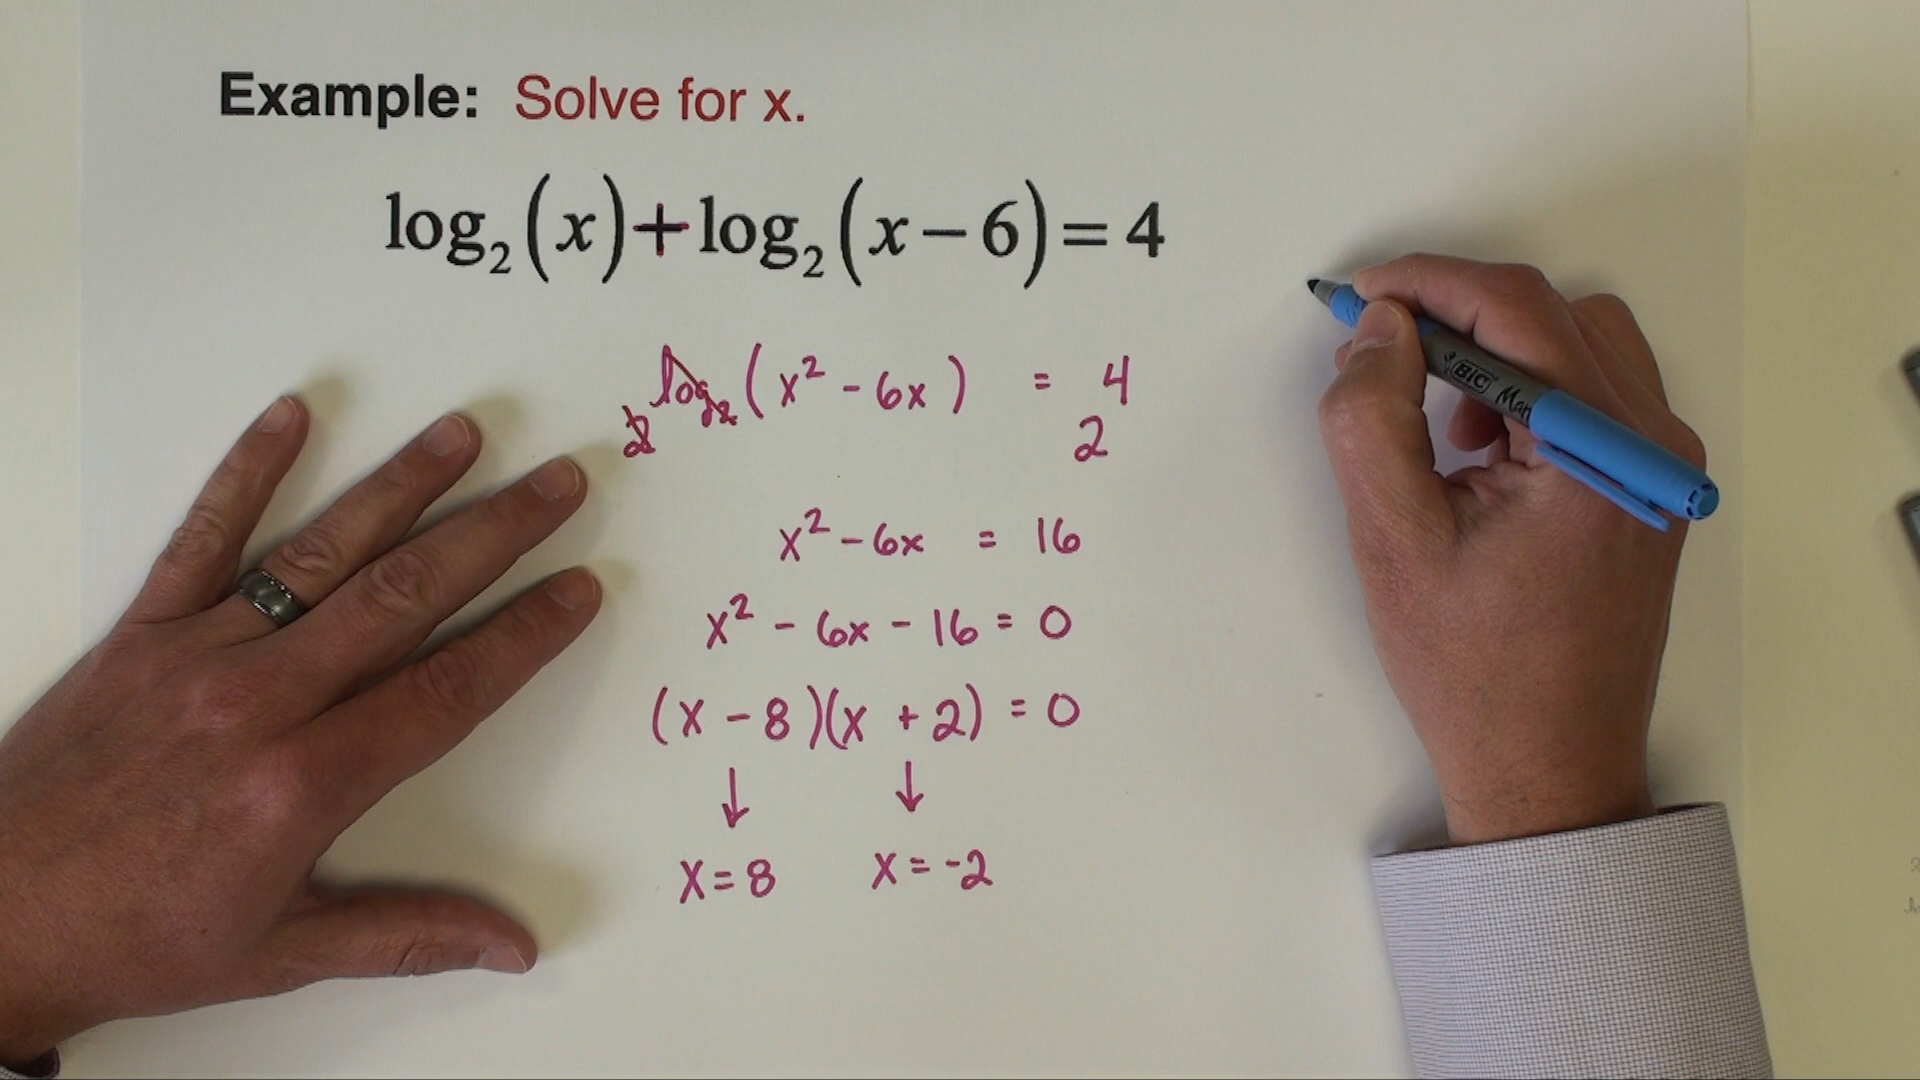 Example: Solve for x.
log₂(x)+log₂(x−6)=4
2^log₂(x²-6x) = 2^4
x²-6x = 16
x² - 6x - 16 = 0
(x - 8)(x + 2) = 0
↓ ↓
x=8 x=-2
BIC